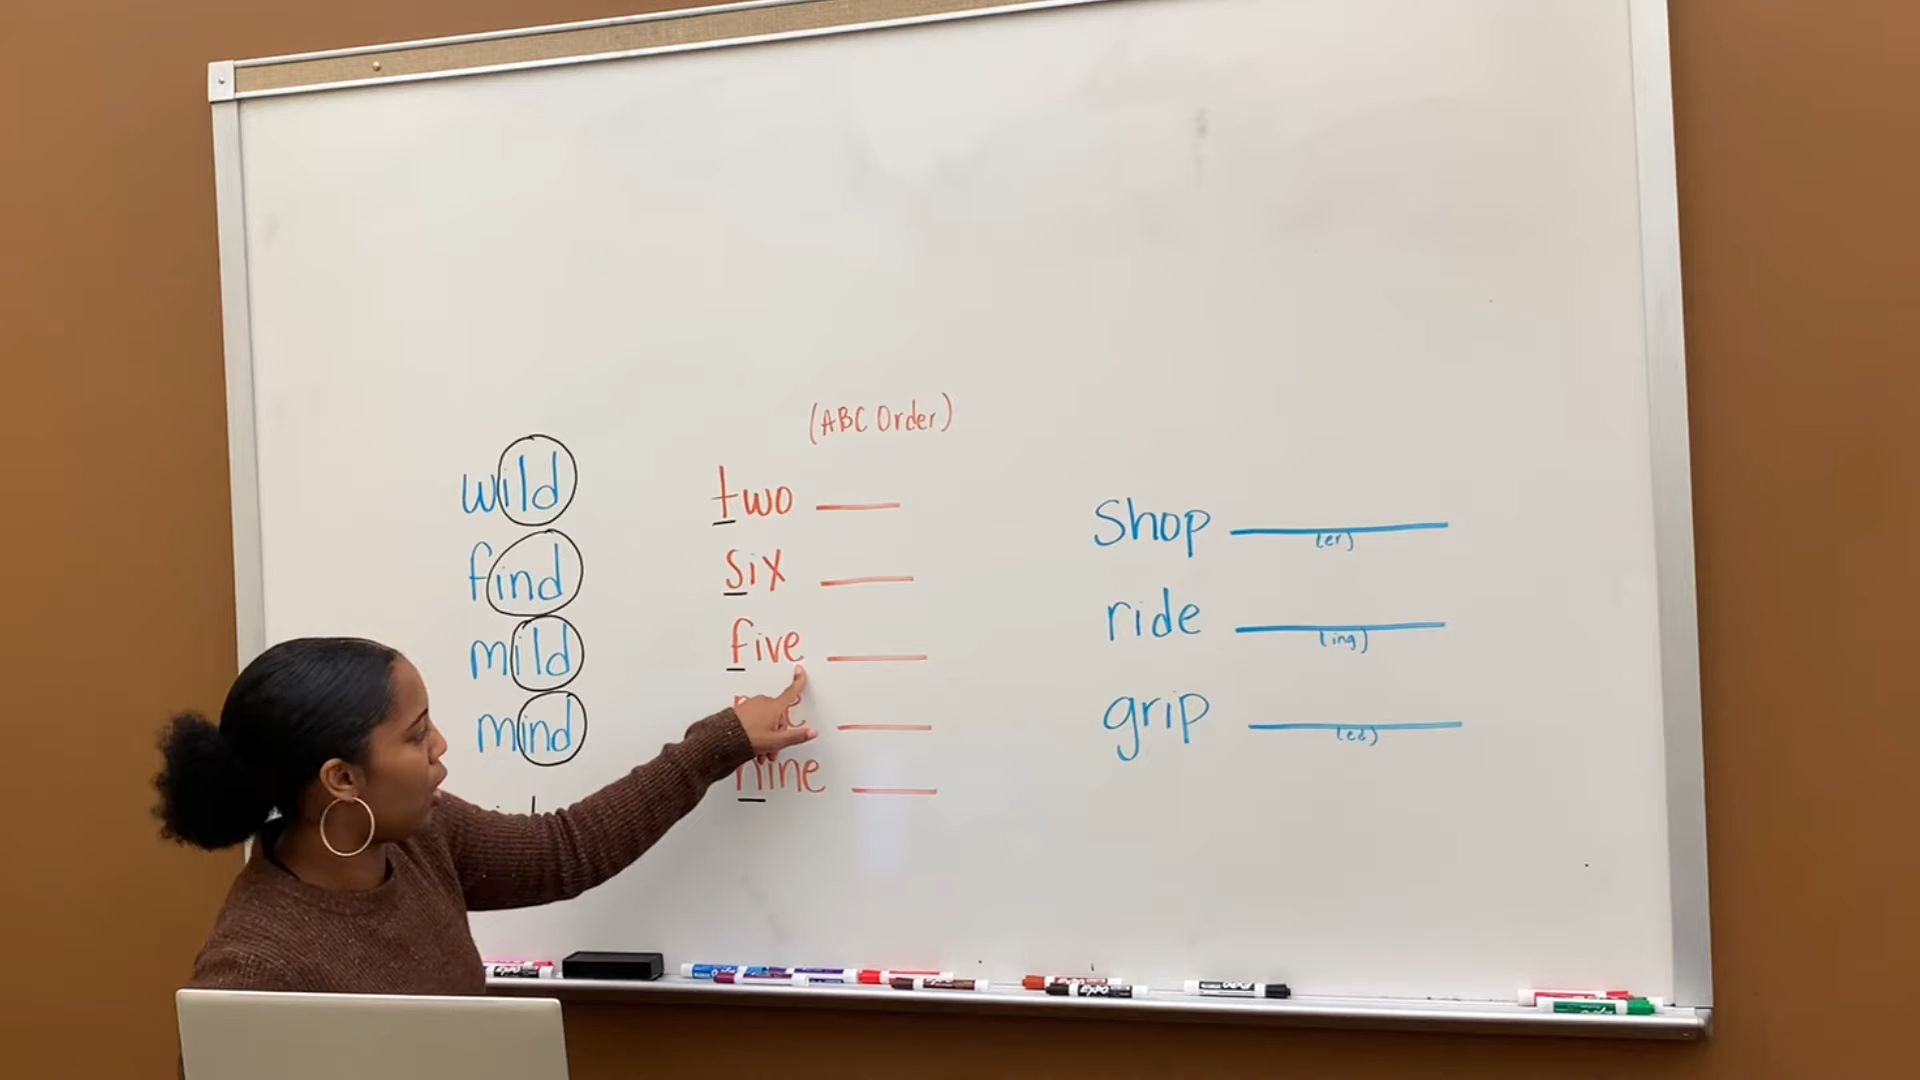 wild
find
mild
mind
(ABC Order)
two
six
five
nine
Shop
(er)
ride
(ing)
grip
(ed)